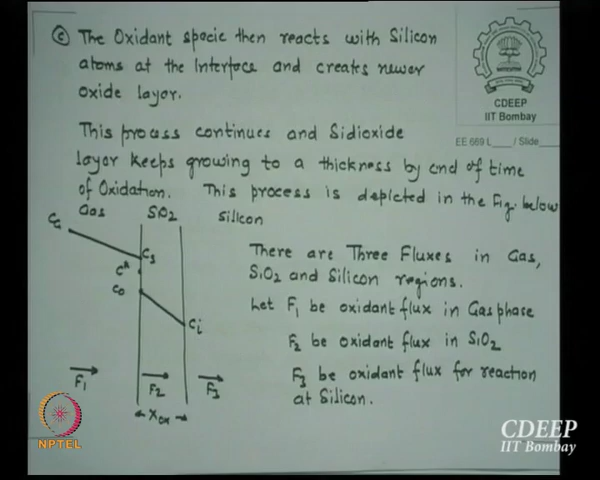 © The Oxidant specie then reacts with Silicon
atoms at the Interface and creates newer
oxide layer.
CDEEP
IIT Bombay
EE 669 L___/ Slide___
This process continues and Sidioxide
layer keeps growing to a thickness by end of time
of Oxidation. This process is depicted in the Fig. below
Gas SiO2 Silicon
CG
Cs
C*
Co
Ci
There are Three Fluxes in Gas,
SiO2 and Silicon regions.
Let F1 be oxidant flux in Gas phase
F2 be oxidant flux in SiO2
F3 be oxidant flux for reaction
at Silicon.
F1 F2 F3
Xox
NPTEL
CDEEP
IIT Bombay